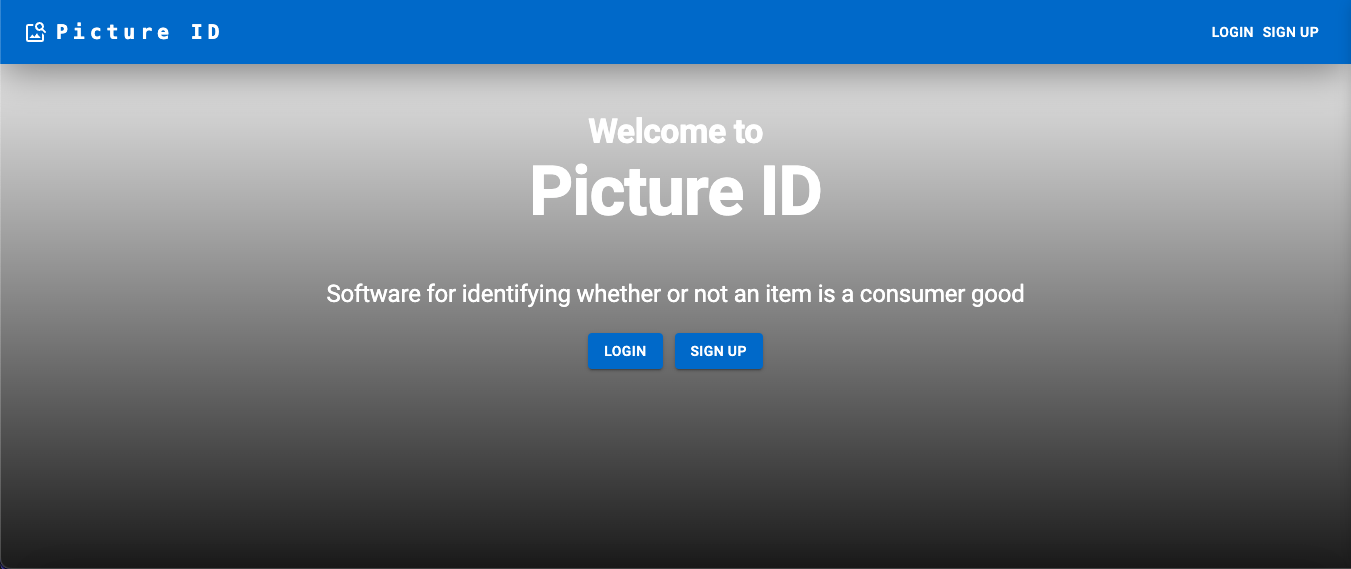 Picture ID
LOGIN SIGN UP
Welcome to
Picture ID
Software for identifying whether or not an item is a consumer good
LOGIN SIGN UP